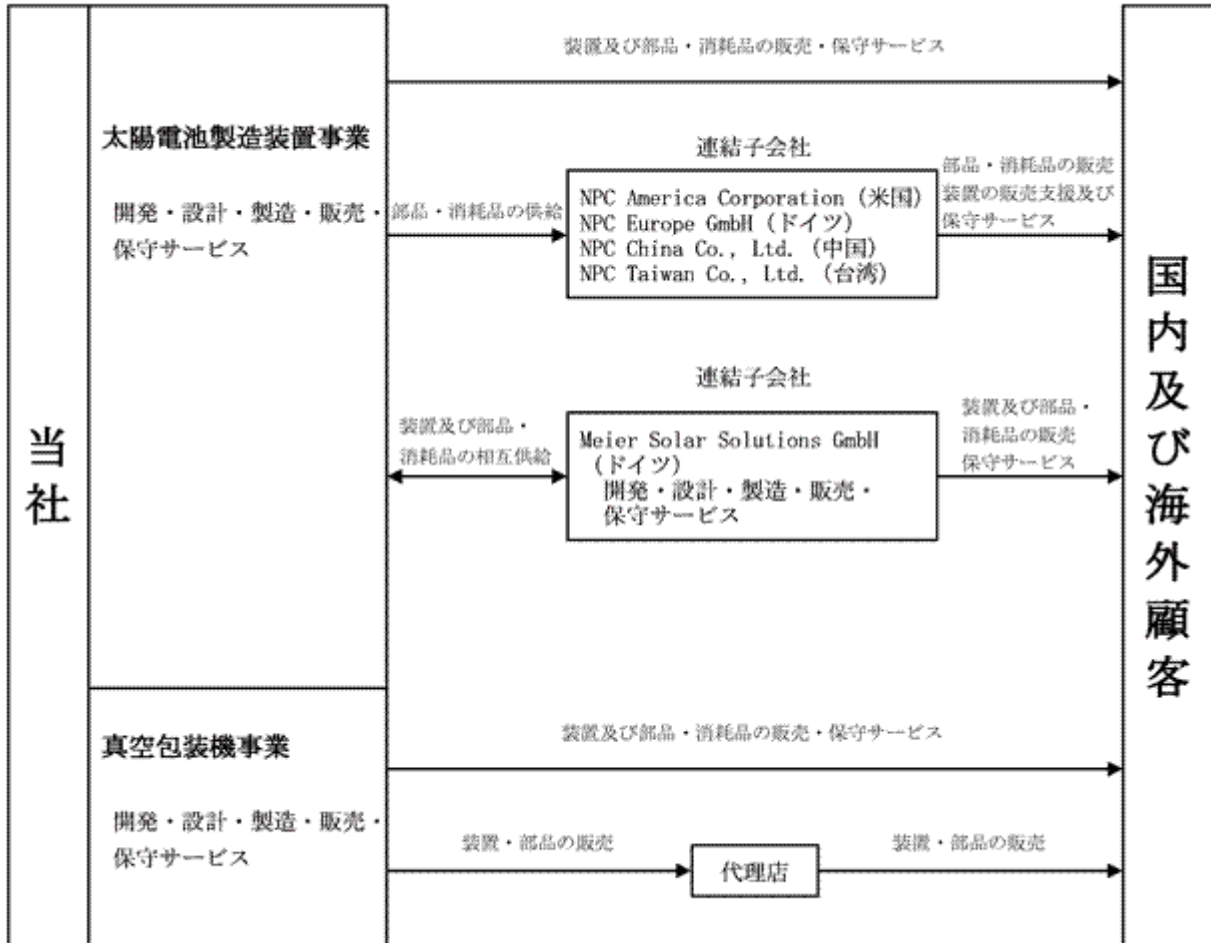 当社
太陽電池製造装置事業
開発・設計・製造・販売・
保守サービス
装置及び部品・消耗品の販売・保守サービス
部品・消耗品の供給
連結子会社
NPC America Corporation (米国)
NPC Europe GmbH (ドイツ)
NPC China Co., Ltd. (中国)
NPC Taiwan Co., Ltd. (台湾)
部品・消耗品の販売
装置の販売支援及び
保守サービス
装置及び部品・
消耗品の相互供給
連結子会社
Meier Solar Solutions GmbH
(ドイツ)
開発・設計・製造・販売・
保守サービス
装置及び部品・
消耗品の販売
保守サービス
真空包装機事業
開発・設計・製造・販売・
保守サービス
装置及び部品・消耗品の販売・保守サービス
装置・部品の販売
代理店
装置・部品の販売
国内及び海外顧客